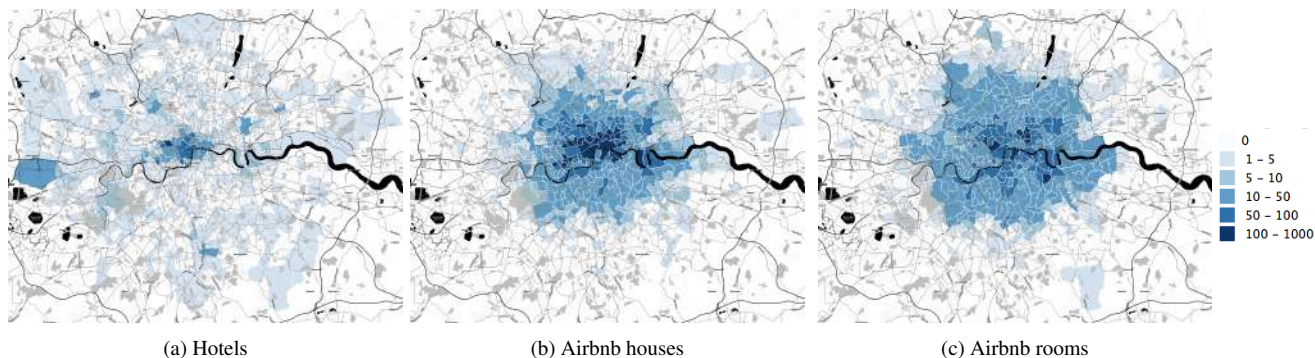 0
1 – 5
5 – 10
10 – 50
50 – 100
100 – 1000
(a) Hotels
(b) Airbnb houses
(c) Airbnb rooms